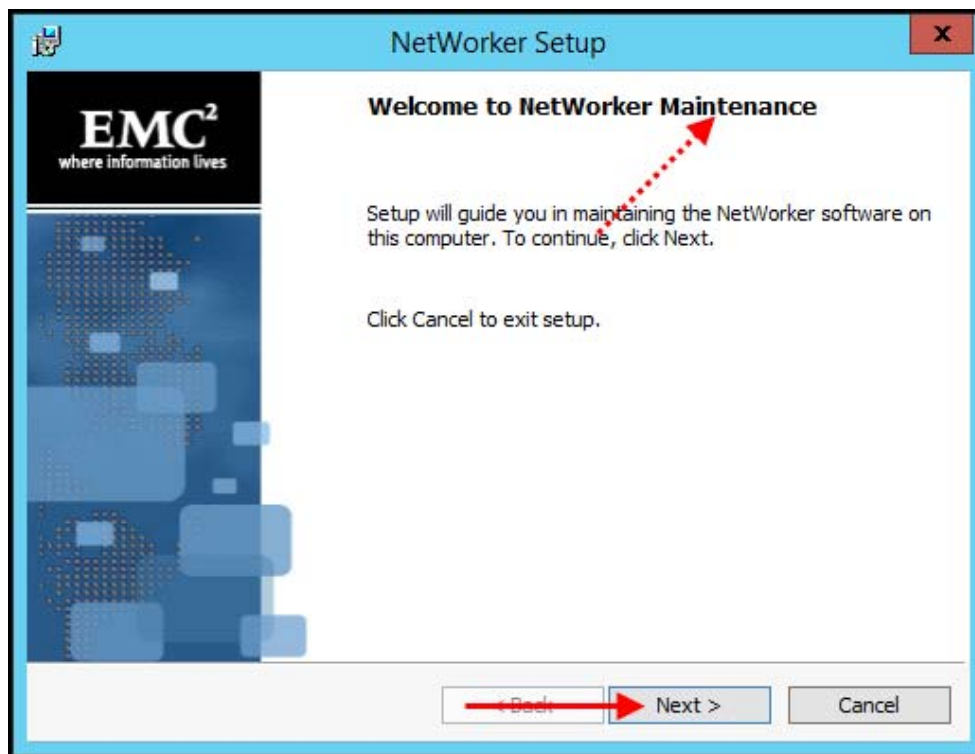 NetWorker Setup
x
EMC²
where information lives
Welcome to NetWorker Maintenance
Setup will guide you in maintaining the NetWorker software on
this computer. To continue, click Next.
Click Cancel to exit setup.
< Back
Next >
Cancel